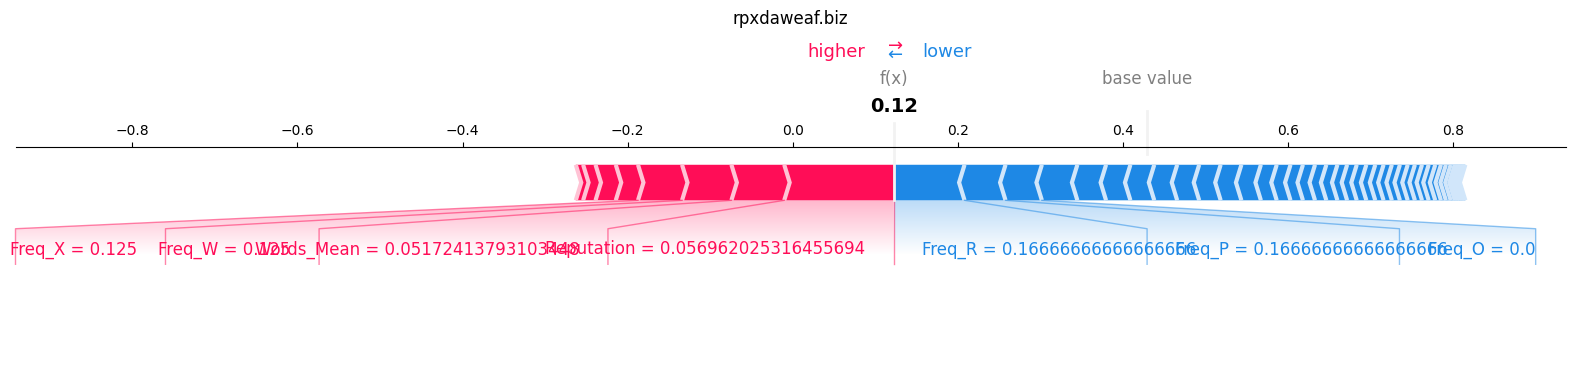 rpxdaweaf.biz
higher ⇄ lower
f(x) base value
0.12
−0.8 −0.6 −0.4 −0.2 0.0 0.2 0.4 0.6 0.8
Freq_X = 0.125 Freq_W = 0.125 Words_Mean = 0.05172413793103448 Reputation = 0.056962025316455694 Freq_R = 0.16666666666666666 Freq_P = 0.16666666666666666 Freq_O = 0.0